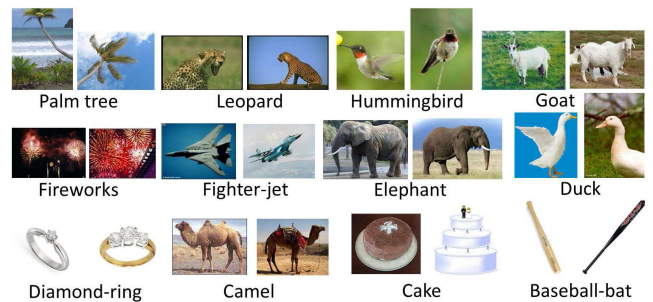 Palm tree
Leopard
Hummingbird
Goat
Fireworks
Fighter-jet
Elephant
Duck
Diamond-ring
Camel
Cake
Baseball-bat